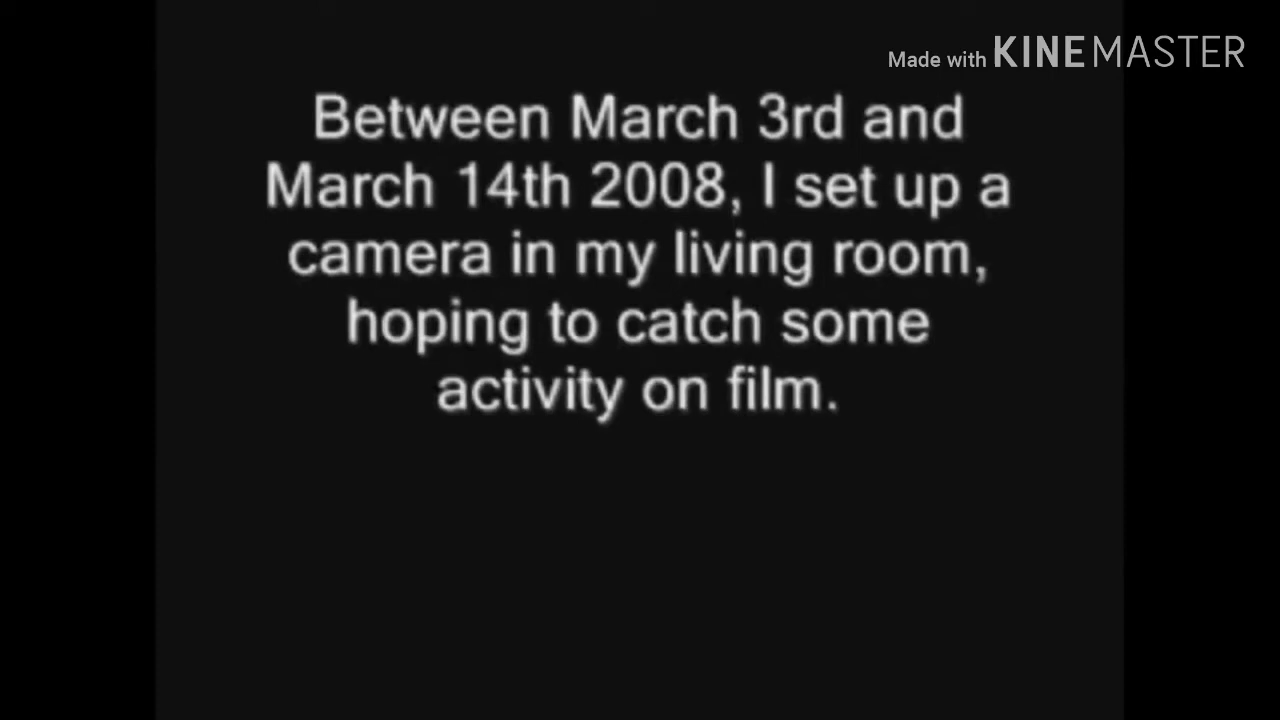 Made with KINEMASTER
Between March 3rd and
March 14th 2008, I set up a
camera in my living room,
hoping to catch some
activity on film.